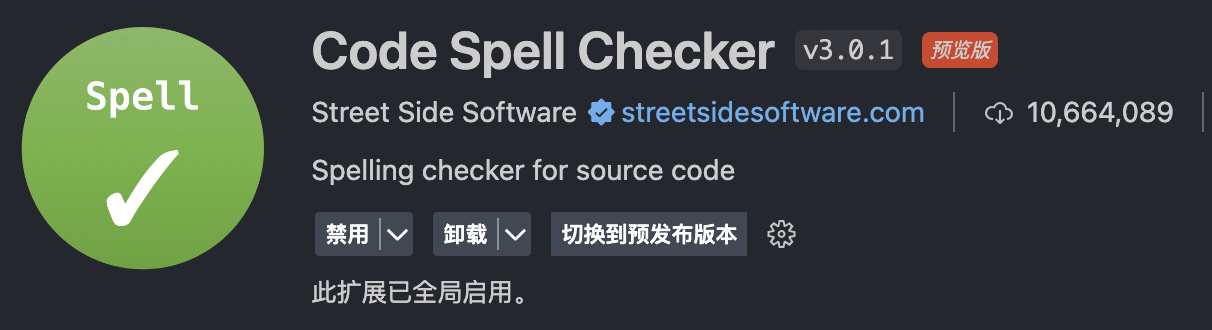 Spell
Code Spell Checker v3.0.1 预览版
Street Side Software streetsidesoftware.com 10,664,089
Spelling checker for source code
禁用 卸载 切换到预发布版本
此扩展已全局启用。